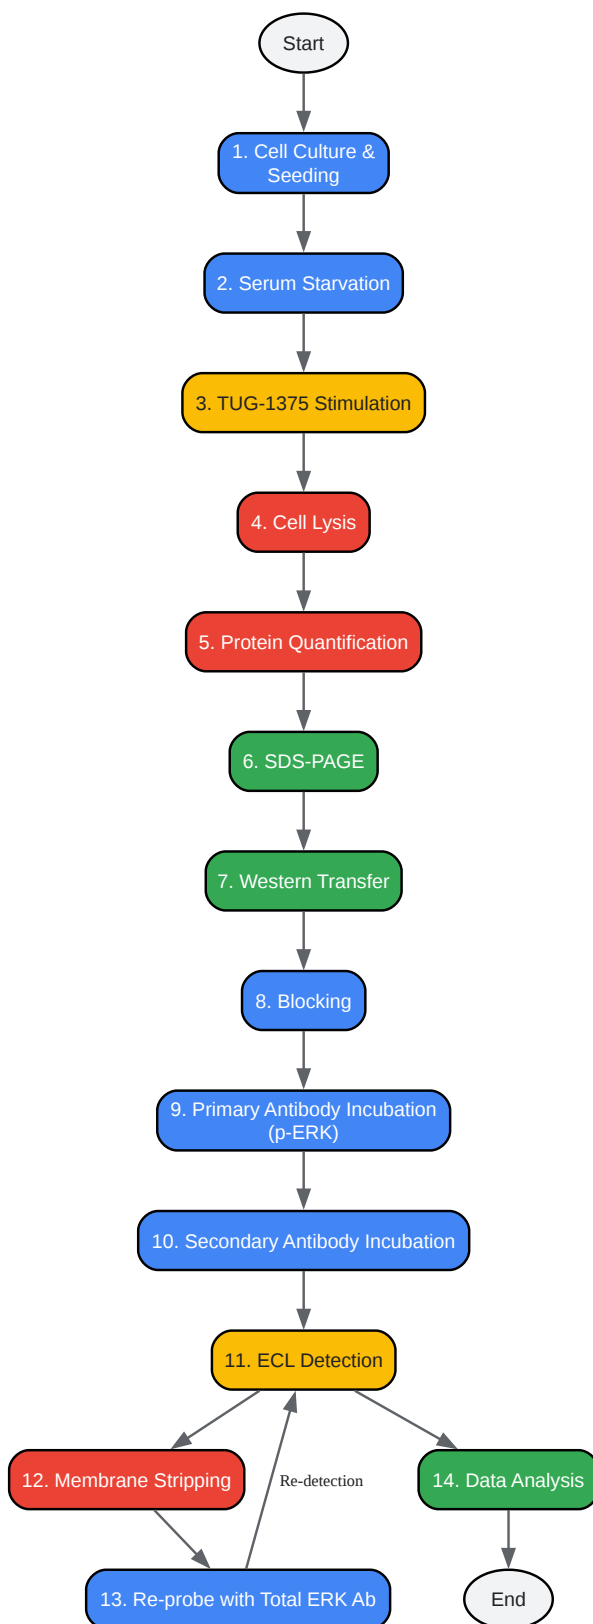 Start
1. Cell Culture &
Seeding
2. Serum Starvation
3. TUG-1375 Stimulation
4. Cell Lysis
5. Protein Quantification
6. SDS-PAGE
7. Western Transfer
8. Blocking
9. Primary Antibody Incubation
(p-ERK)
10. Secondary Antibody Incubation
11. ECL Detection
12. Membrane Stripping
Re-detection
14. Data Analysis
13. Re-probe with Total ERK Ab
End